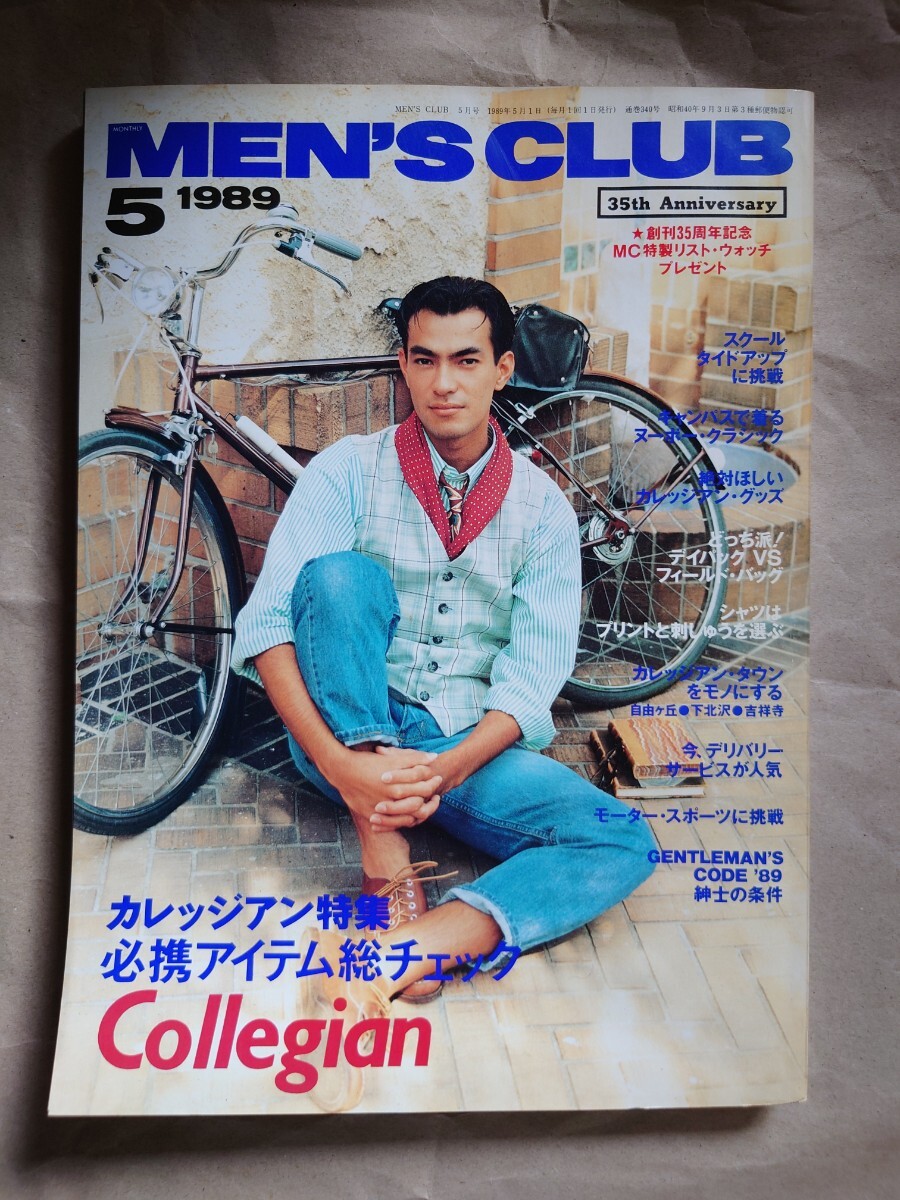 MEN'S CLUB 5月号 1989年5月1日(毎月1回1日発行) 通巻340号 昭和40年9月3日第3種郵便物認可
MONTHLY
MEN'S CLUB
5 1989
35th Anniversary
★創刊35周年記念
MC特製リスト・ウォッチ
プレゼント
スクール
タイドアップ
に挑戦
キャンパスで着る
ヌーボー・クラシック
絶対ほしい
カレッジアン・グッズ
どっち派!
デイパック VS
フィールド・バッグ
シャツは
プリントと刺しゅうを選ぶ
カレッジアン・タウン
をモノにする
自由ヶ丘●下北沢●吉祥寺
今、デリバリー
サービスが人気
モーター・スポーツに挑戦
GENTLEMAN'S
CODE '89
紳士の条件
カレッジアン特集
必携アイテム総チェック
Collegian